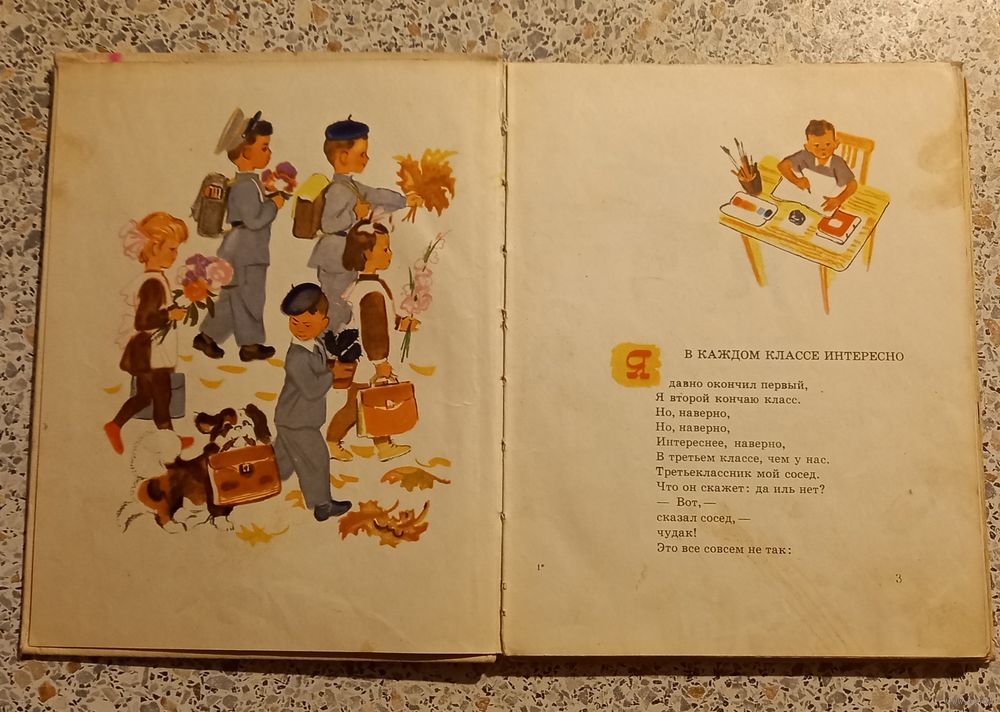 В КАЖДОМ КЛАССЕ ИНТЕРЕСНО
Я давно окончил первый,
Я второй кончаю класс.
Но, наверно,
Но, наверно,
Интереснее, наверно,
В третьем классе, чем у нас.
Третьеклассник мой сосед.
Что он скажет: да иль нет?
— Вот, —
сказал сосед, —
чудак!
Это все совсем не так:
1*
3